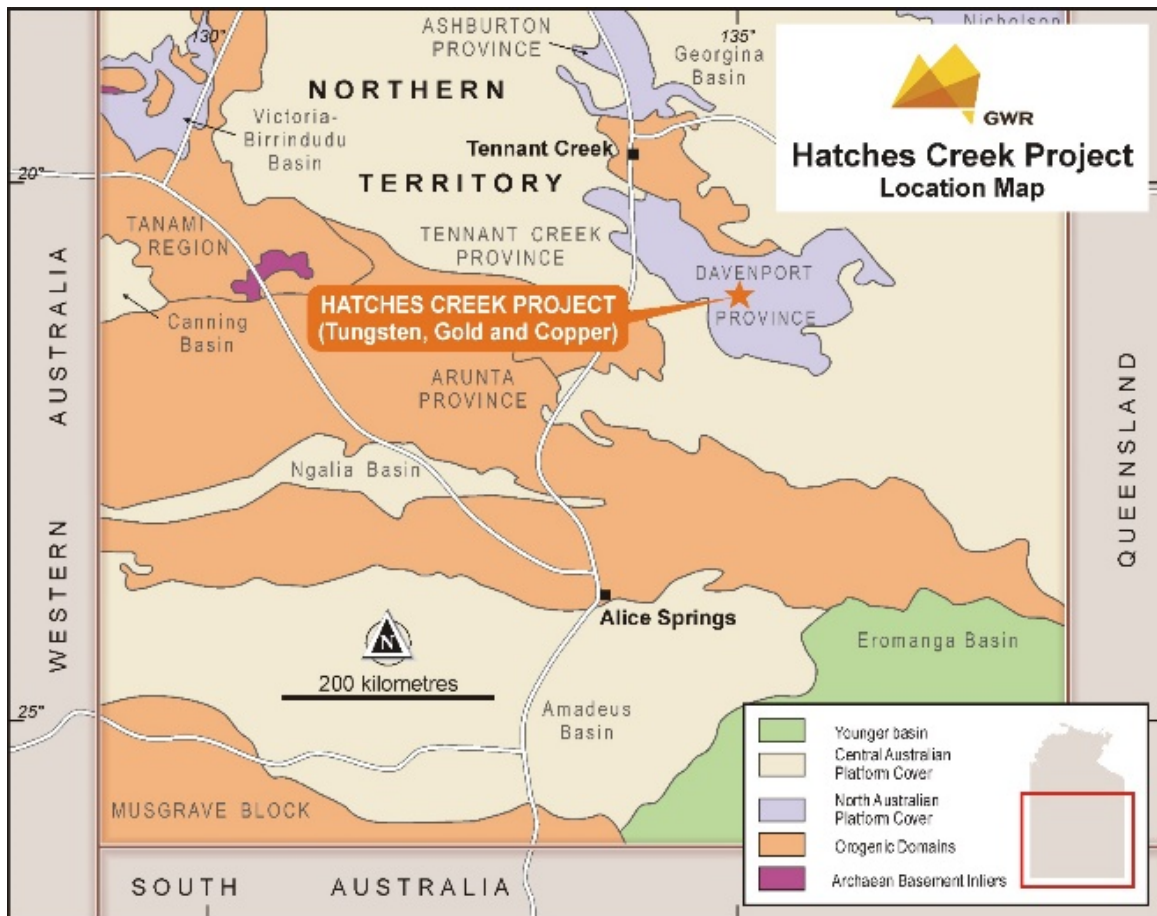 130°
ASHBURTON
PROVINCE
135°
Nicholson
Georgina
Basin
GWR
Hatches Creek Project
Location Map
NORTHERN
TERRITORY
Victoria-
Birrindudu
Basin
Tennant Creek
20°
TANAMI
REGION
TENNANT CREEK
PROVINCE
DAVENPORT
PROVINCE
HATCHES CREEK PROJECT
(Tungsten, Gold and Copper)
Canning
Basin
ARUNTA
PROVINCE
WESTERN AUSTRALIA
QUEENSLAND
Ngalia Basin
Alice Springs
Eromanga Basin
N
200 kilometres
Amadeus
Basin
25°
MUSGRAVE BLOCK
SOUTH AUSTRALIA
Younger basin
Central Australian
Platform Cover
North Australian
Platform Cover
Orogenic Domains
Archaean Basement Inliers